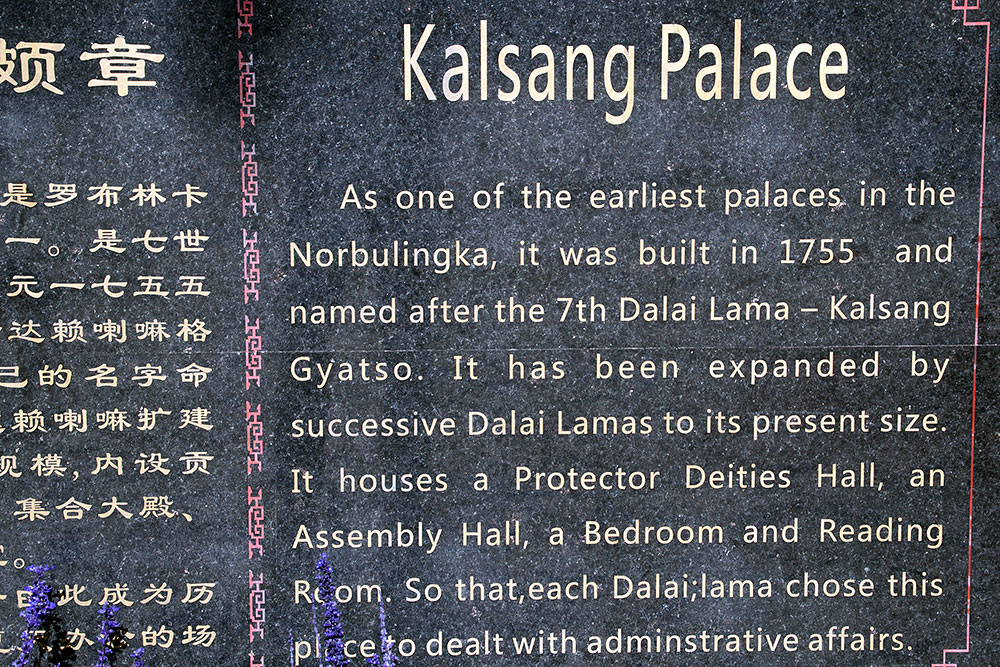 颇章
是罗布林卡
一。是七世
元一七五五
达赖喇嘛格
己的名字命
赖喇嘛扩建
规模,内设贡
集合大殿、
。
由此成为历
办公的场
Kalsang Palace
As one of the earliest palaces in the
Norbulingka, it was built in 1755 and
named after the 7th Dalai Lama – Kalsang
Gyatso. It has been expanded by
successive Dalai Lamas to its present size.
It houses a Protector Deities Hall, an
Assembly Hall, a Bedroom and Reading
Room. So that,each Dalai;lama chose this
place to dealt with adminstrative affairs.